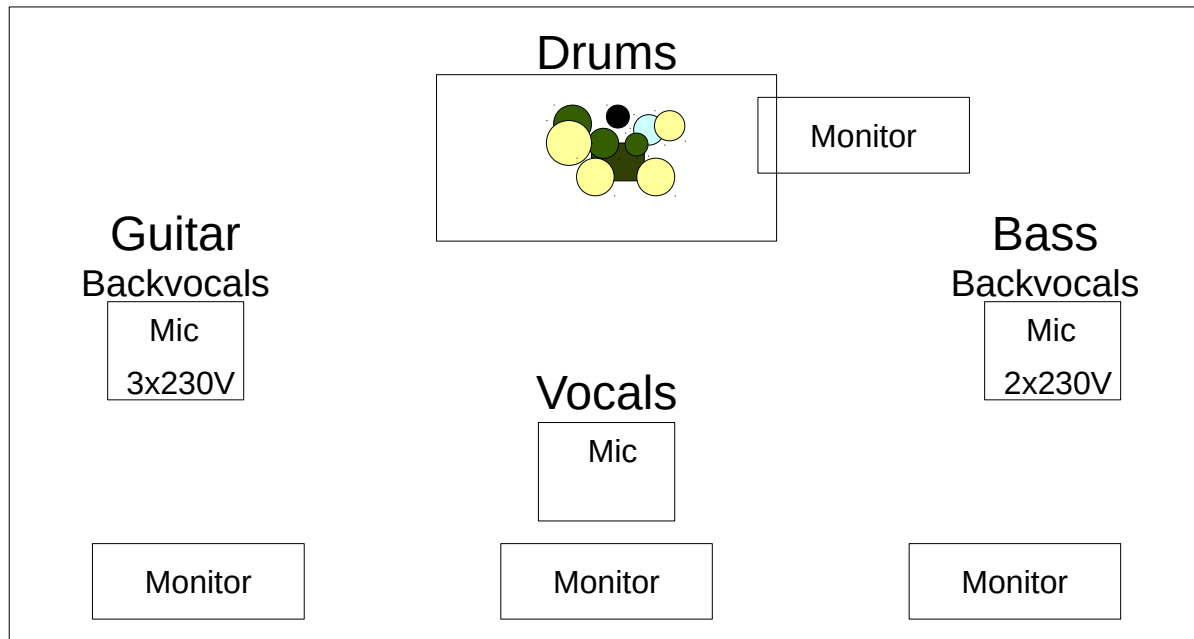 Drums
Monitor
Guitar
Backvocals
Mic
3x230V
Bass
Backvocals
Mic
2x230V
Vocals
Mic
Monitor
Monitor
Monitor